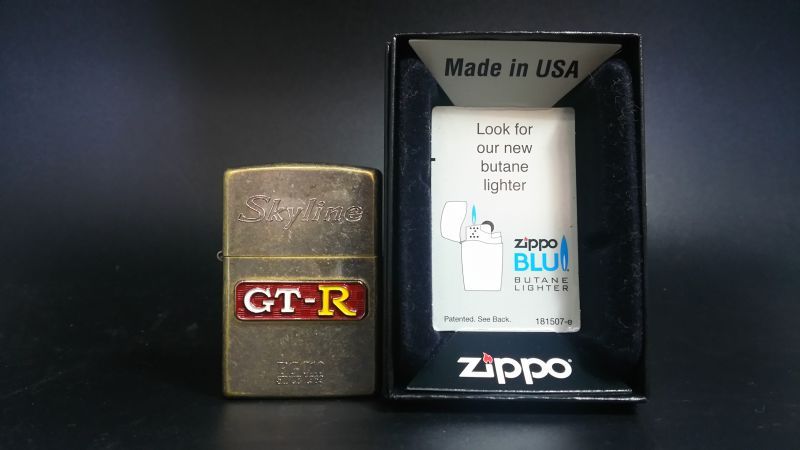 Skyline
GT-R
Made in USA
Look for
our new
butane
lighter
zippo
BLU
BUTANE
LIGHTER
Patented. See Back.
181507-e
zippo